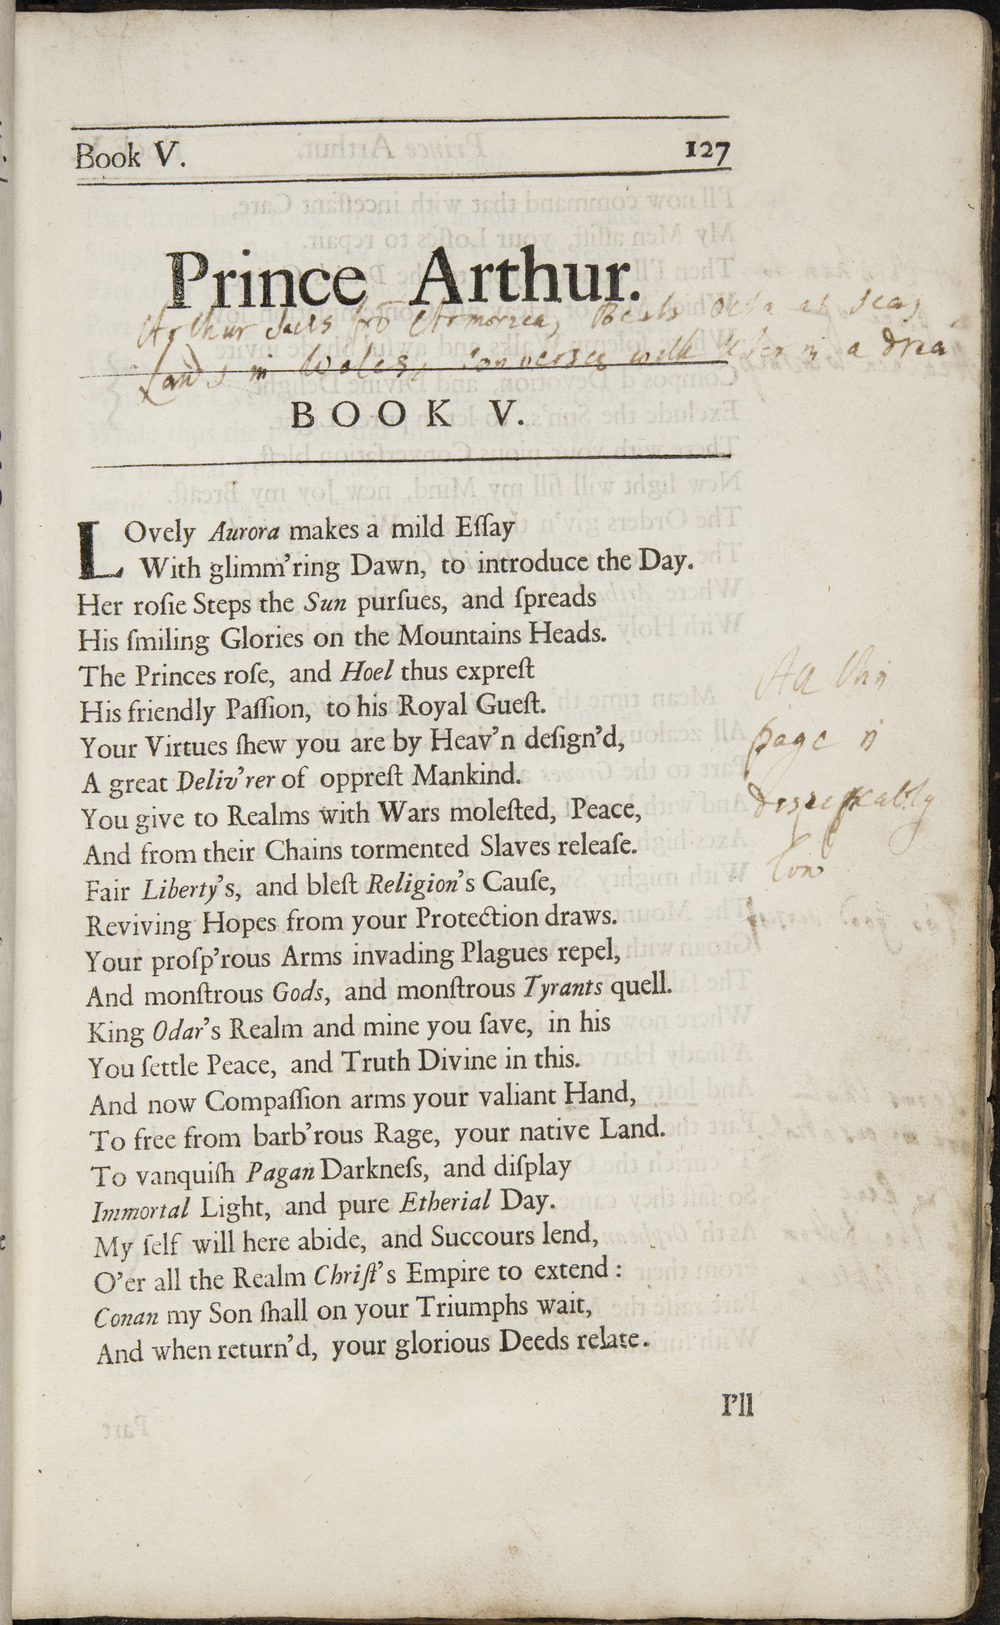 Book V.
127
Prince Arthur.
Arthur sails frō Armorica, Beats Octa at sea,
Lands in Wales, Converses with Uter in a drea
BOOK V.
LOvely Aurora makes a mild Eſſay
With glimm'ring Dawn, to introduce the Day.
Her roſie Steps the Sun purſues, and ſpreads
His ſmiling Glories on the Mountains Heads.
The Princes roſe, and Hoel thus expreſt
His friendly Paſſion, to his Royal Gueſt.
Your Virtues ſhew you are by Heav'n deſign'd,
A great Deliv'rer of oppreſt Mankind.
You give to Realms with Wars moleſted, Peace,
And from their Chains tormented Slaves releaſe.
Fair Liberty's, and bleſt Religion's Cauſe,
Reviving Hopes from your Protection draws.
Your proſp'rous Arms invading Plagues repel,
And monſtrous Gods, and monſtrous Tyrants quell.
King Odar's Realm and mine you ſave, in his
You ſettle Peace, and Truth Divine in this.
And now Compaſſion arms your valiant Hand,
To free from barb'rous Rage, your native Land.
To vanquiſh Pagan Darkneſs, and diſplay
Immortal Light, and pure Etherial Day.
My ſelf will here abide, and Succours lend,
O'er all the Realm Chriſt's Empire to extend:
Conan my Son ſhall on your Triumphs wait,
And when return'd, your glorious Deeds relate.
All this
page is
low
I'll